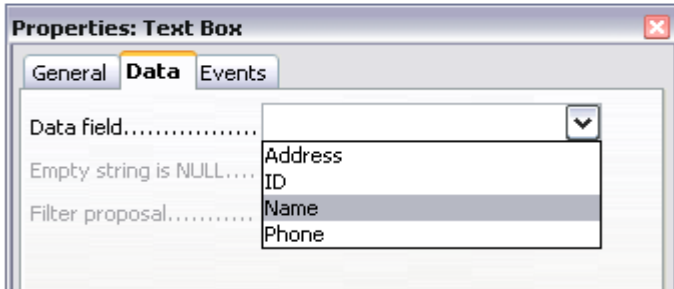 Properties: Text Box
General Data Events
Data field..................
Address
Empty string is NULL....
ID
Filter proposal...........
Name
Phone